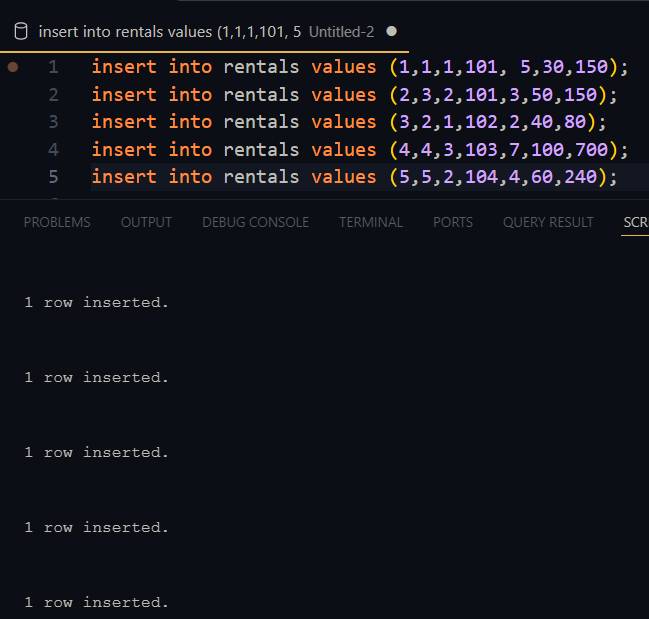 insert into rentals values (1,1,1,101, 5 Untitled-2
1 insert into rentals values (1,1,1,101, 5,30,150);
2 insert into rentals values (2,3,2,101,3,50,150);
3 insert into rentals values (3,2,1,102,2,40,80);
4 insert into rentals values (4,4,3,103,7,100,700);
5 insert into rentals values (5,5,2,104,4,60,240);
PROBLEMS OUTPUT DEBUG CONSOLE TERMINAL PORTS QUERY RESULT SCR
1 row inserted.
1 row inserted.
1 row inserted.
1 row inserted.
1 row inserted.